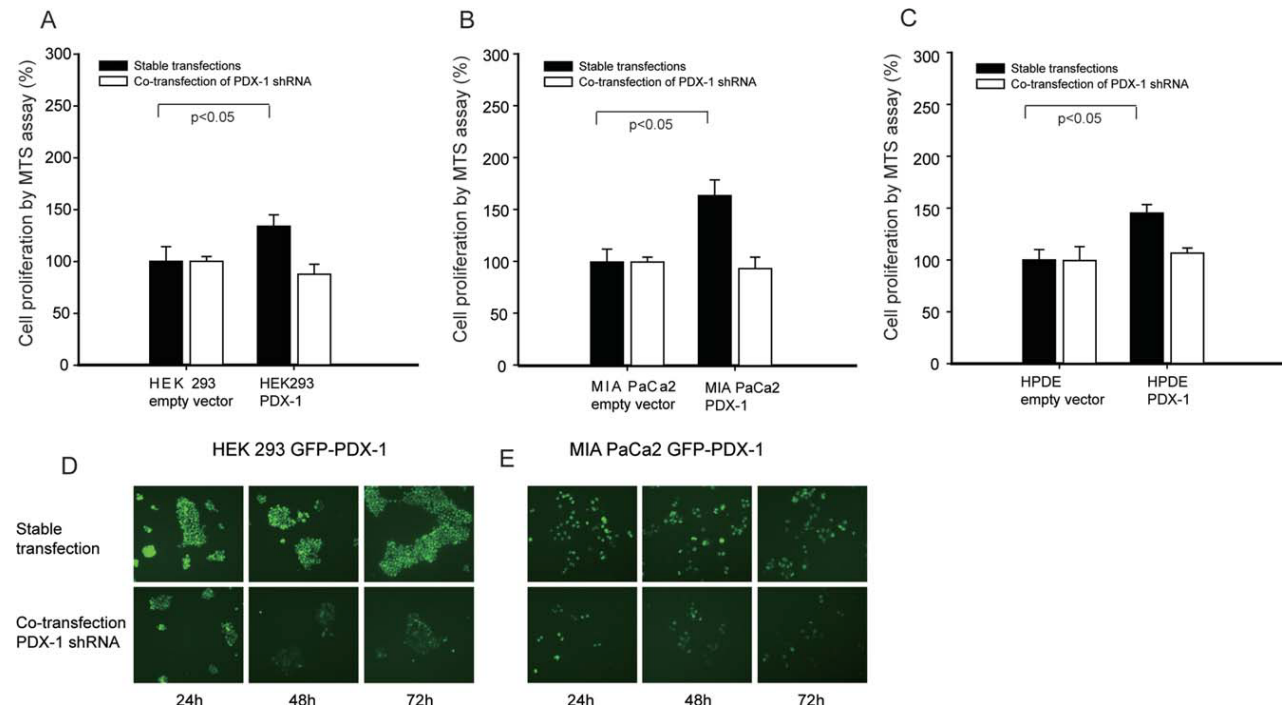 A
Cell proliferation by MTS assay (%)
300
250
200
150
100
50
0
Stable transfections
Co-transfection of PDX-1 shRNA
p<0.05
HEK 293
empty vector
HEK293
PDX-1
B
Cell proliferation by MTS assay (%)
300
250
200
150
100
50
0
Stable transfections
Co-transfection of PDX-1 shRNA
p<0.05
MIA PaCa2
empty vector
MIA PaCa2
PDX-1
C
Cell proliferation by MTS assay (%)
300
250
200
150
100
50
0
Stable transfections
Co-transfection of PDX-1 shRNA
p<0.05
HPDE
empty vector
HPDE
PDX-1
D
HEK 293 GFP-PDX-1
E
MIA PaCa2 GFP-PDX-1
Stable
transfection
Co-transfection
PDX-1 shRNA
24h
48h
72h
24h
48h
72h